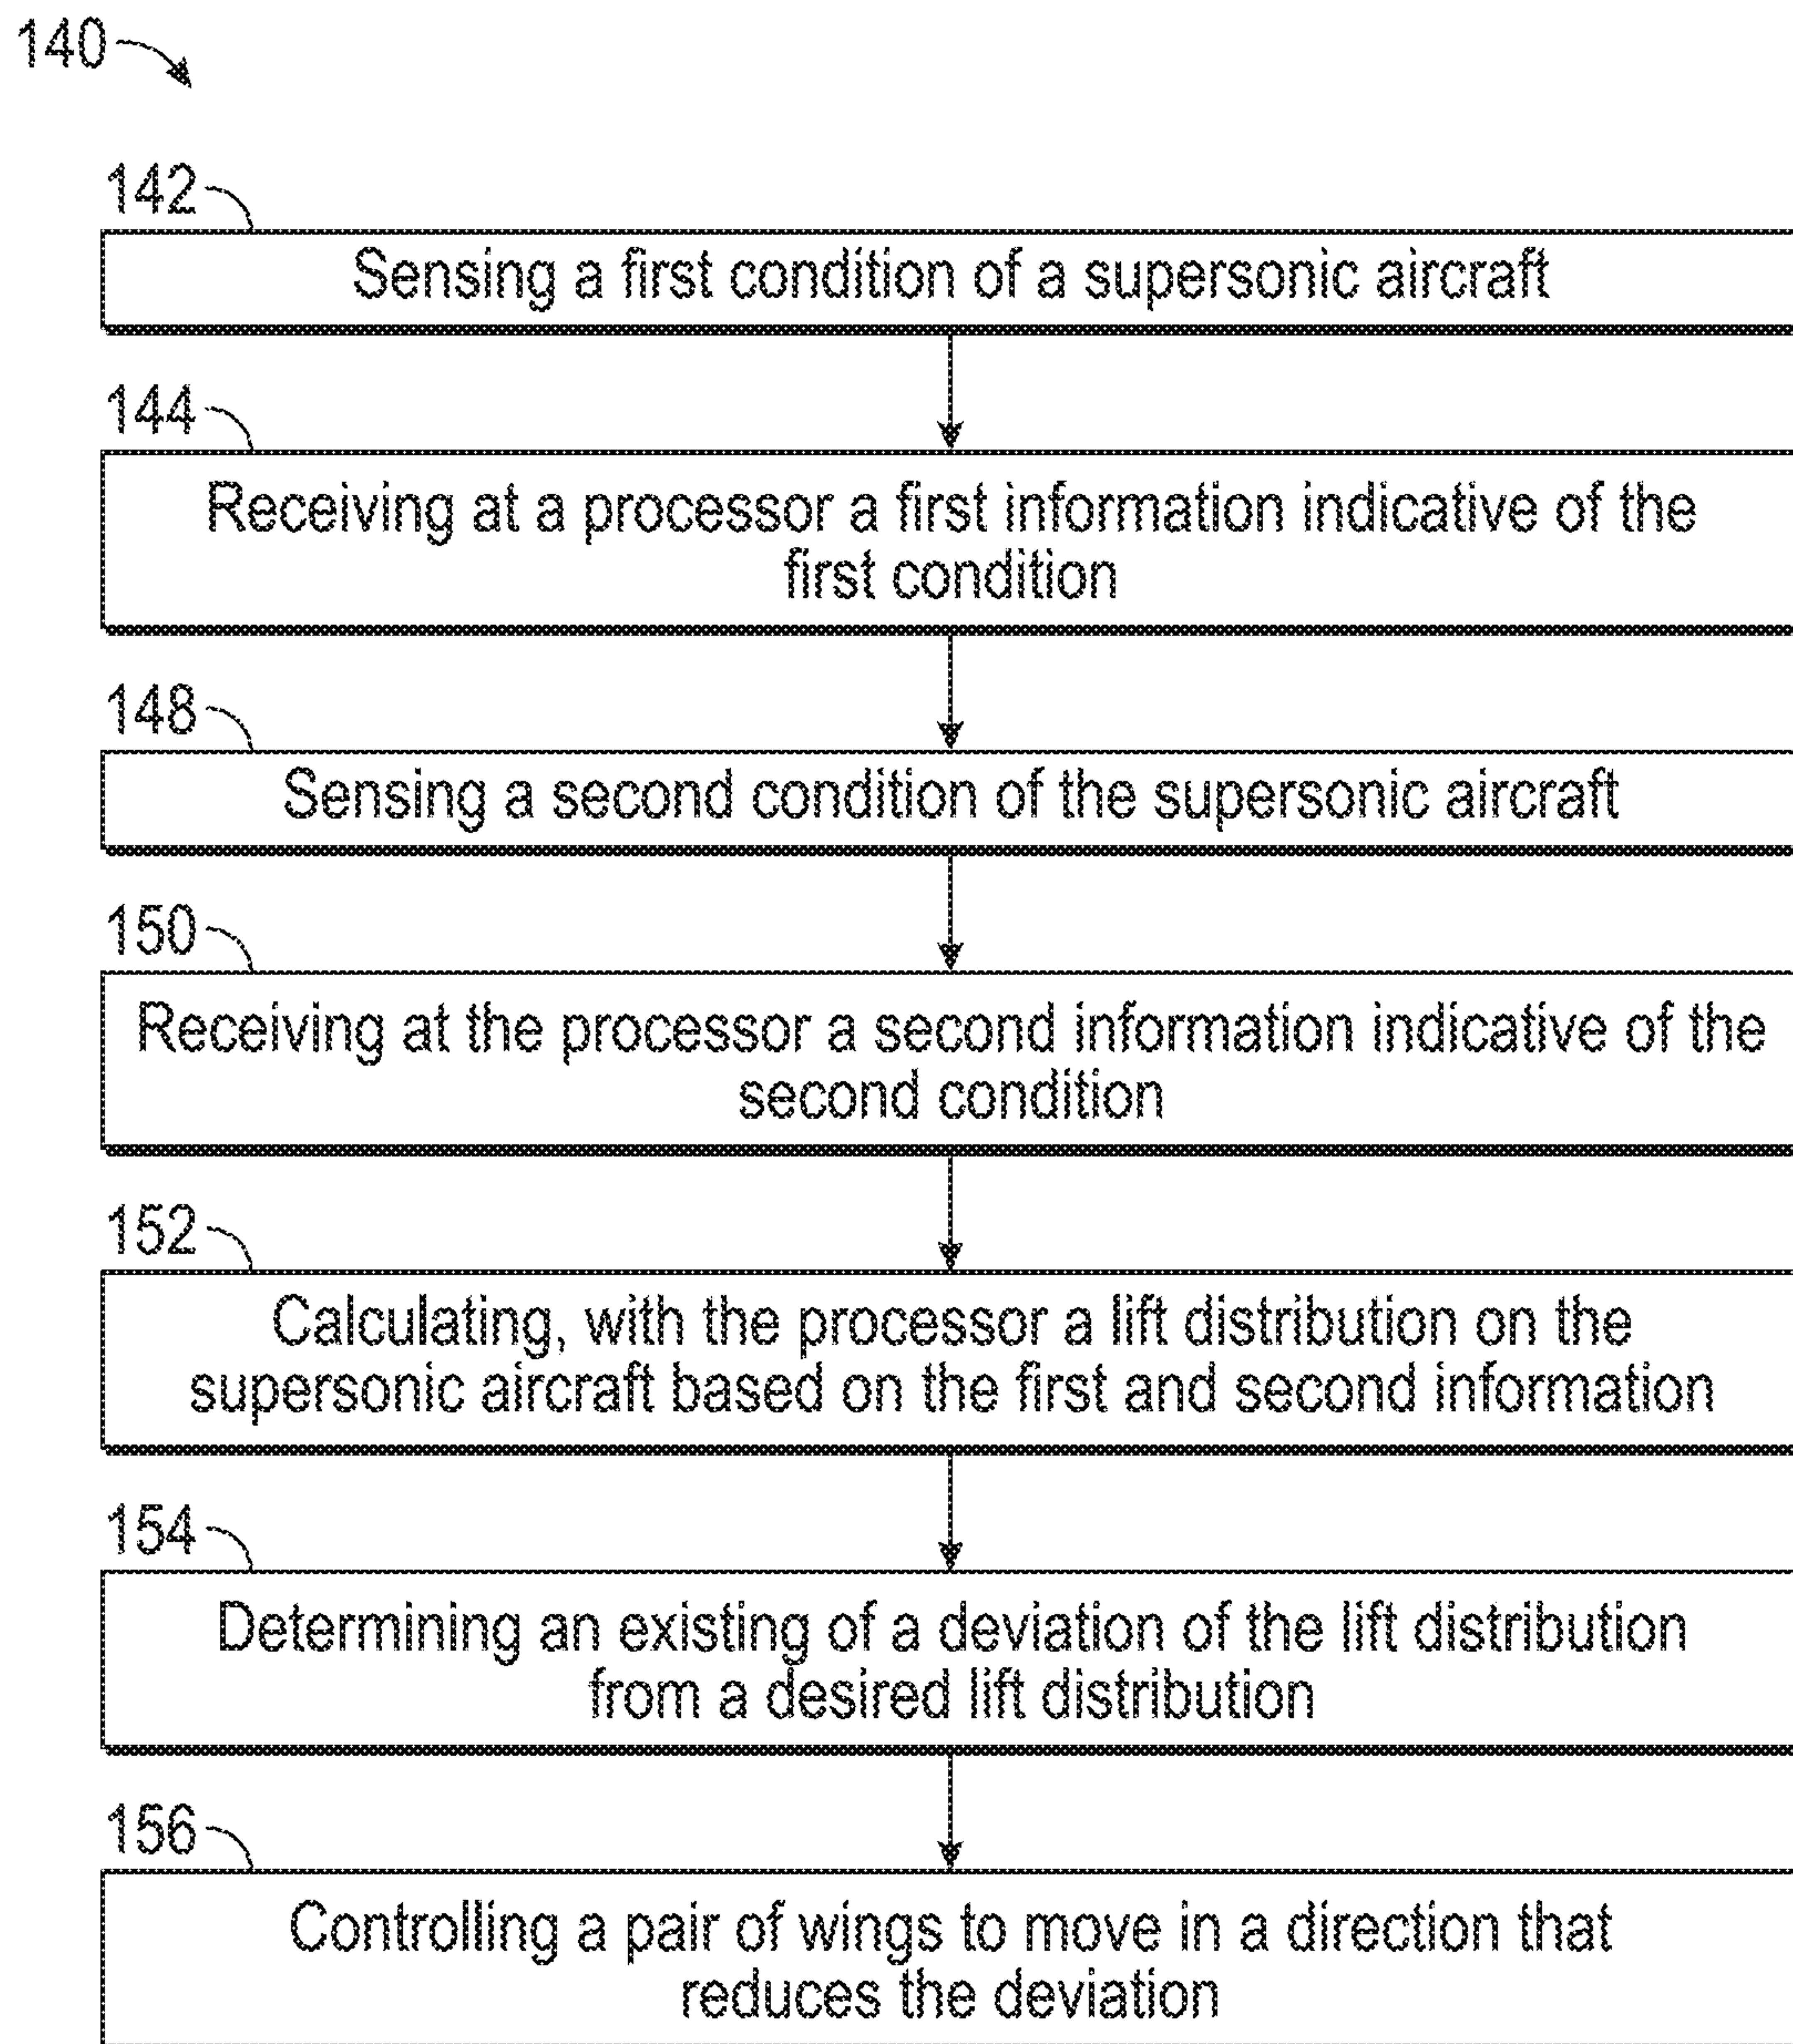 140
142
Sensing a first condition of a supersonic aircraft
144
Receiving at a processor a first information indicative of the
first condition
148
Sensing a second condition of the supersonic aircraft
150
Receiving at the processor a second information indicative of the
second condition
152
Calculating, with the processor a lift distribution on the
supersonic aircraft based on the first and second information
154
Determining an existing of a deviation of the lift distribution
from a desired lift distribution
156
Controlling a pair of wings to move in a direction that
reduces the deviation